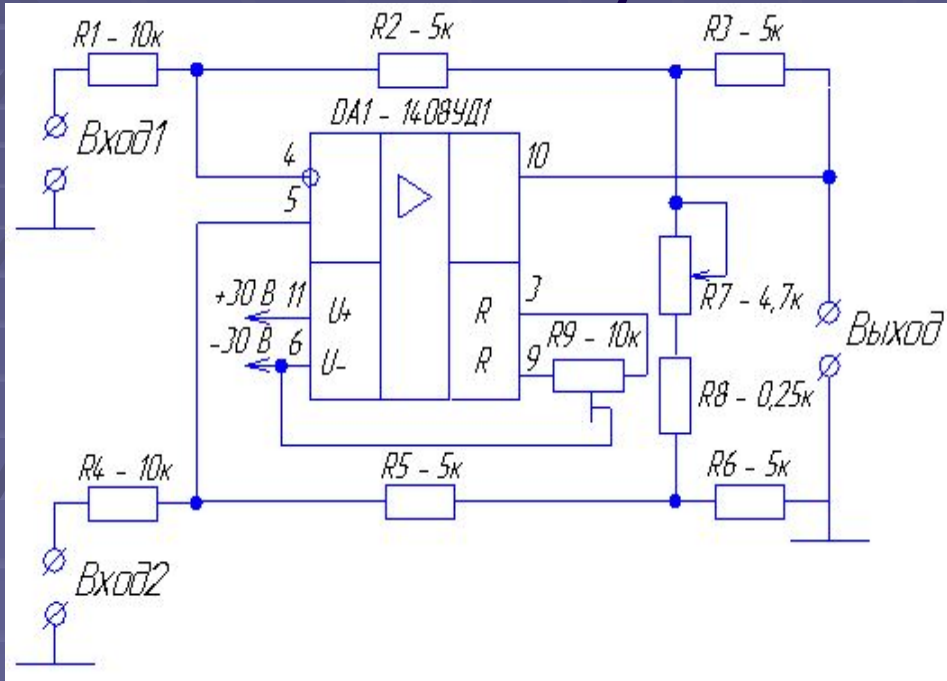 R1 - 10к
R2 - 5к
R3 - 5к
DA1 - 1408УД1
Вход1
4
10
5
+30 В 11
U+
R
3
R7 - 4,7к
-30 В 6
U-
R
9
R9 - 10к
Выход
R8 - 0,25к
R4 - 10к
R5 - 5к
R6 - 5к
Вход2